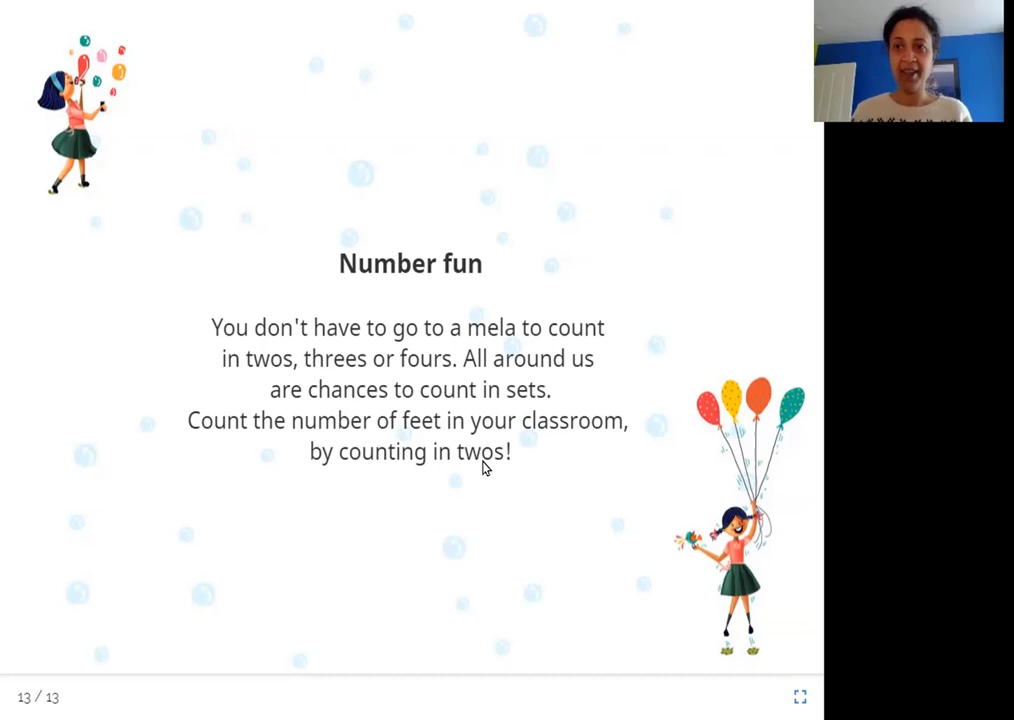 Number fun
You don't have to go to a mela to count
in twos, threes or fours. All around us
are chances to count in sets.
Count the number of feet in your classroom,
by counting in twos!
13 / 13